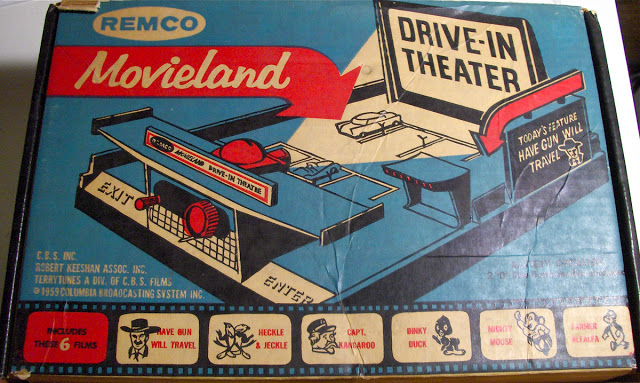 REMCO
Movieland
DRIVE-IN
THEATER
REMCO MOVIELAND DRIVE-IN THEATRE
TODAY'S FEATURE
HAVE GUN WILL
TRAVEL
EXIT
ENTER
C.B.S. INC.
ROBERT KEESHAN ASSOC. INC.
TERRYTUNES A DIV. OF C.B.S. FILMS
© 1959 COLUMBIA BROADCASTING SYSTEM INC.
INCLUDES
THESE 6 FILMS
HAVE GUN
WILL TRAVEL
HECKLE
& JECKLE
CAPT.
KANGAROO
DINKY
DUCK
MIGHTY
MOUSE
FARMER
ALFALFA